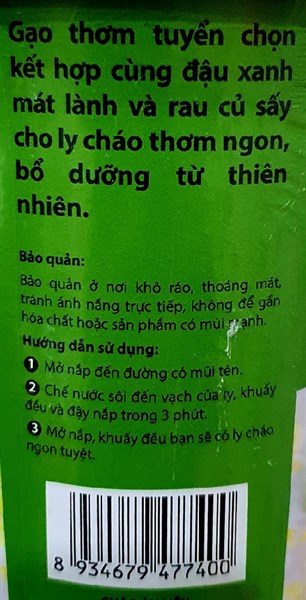 Gạo thơm tuyển chọn
kết hợp cùng đậu xanh
mát lành và rau củ sấy
cho ly cháo thơm ngon,
bổ dưỡng từ thiên
nhiên.
Bảo quản:
Bảo quản ở nơi khô ráo, thoáng mát,
tránh ánh nắng trực tiếp, không để gần
hóa chất hoặc sản phẩm có mùi mạnh.
Hướng dẫn sử dụng:
1 Mở nắp đến đường có mũi tên.
2 Chế nước sôi đến vạch của ly, khuấy
đều và đậy nắp trong 3 phút.
3 Mở nắp, khuấy đều bạn sẽ có ly cháo
ngon tuyệt.
8 934679 477400